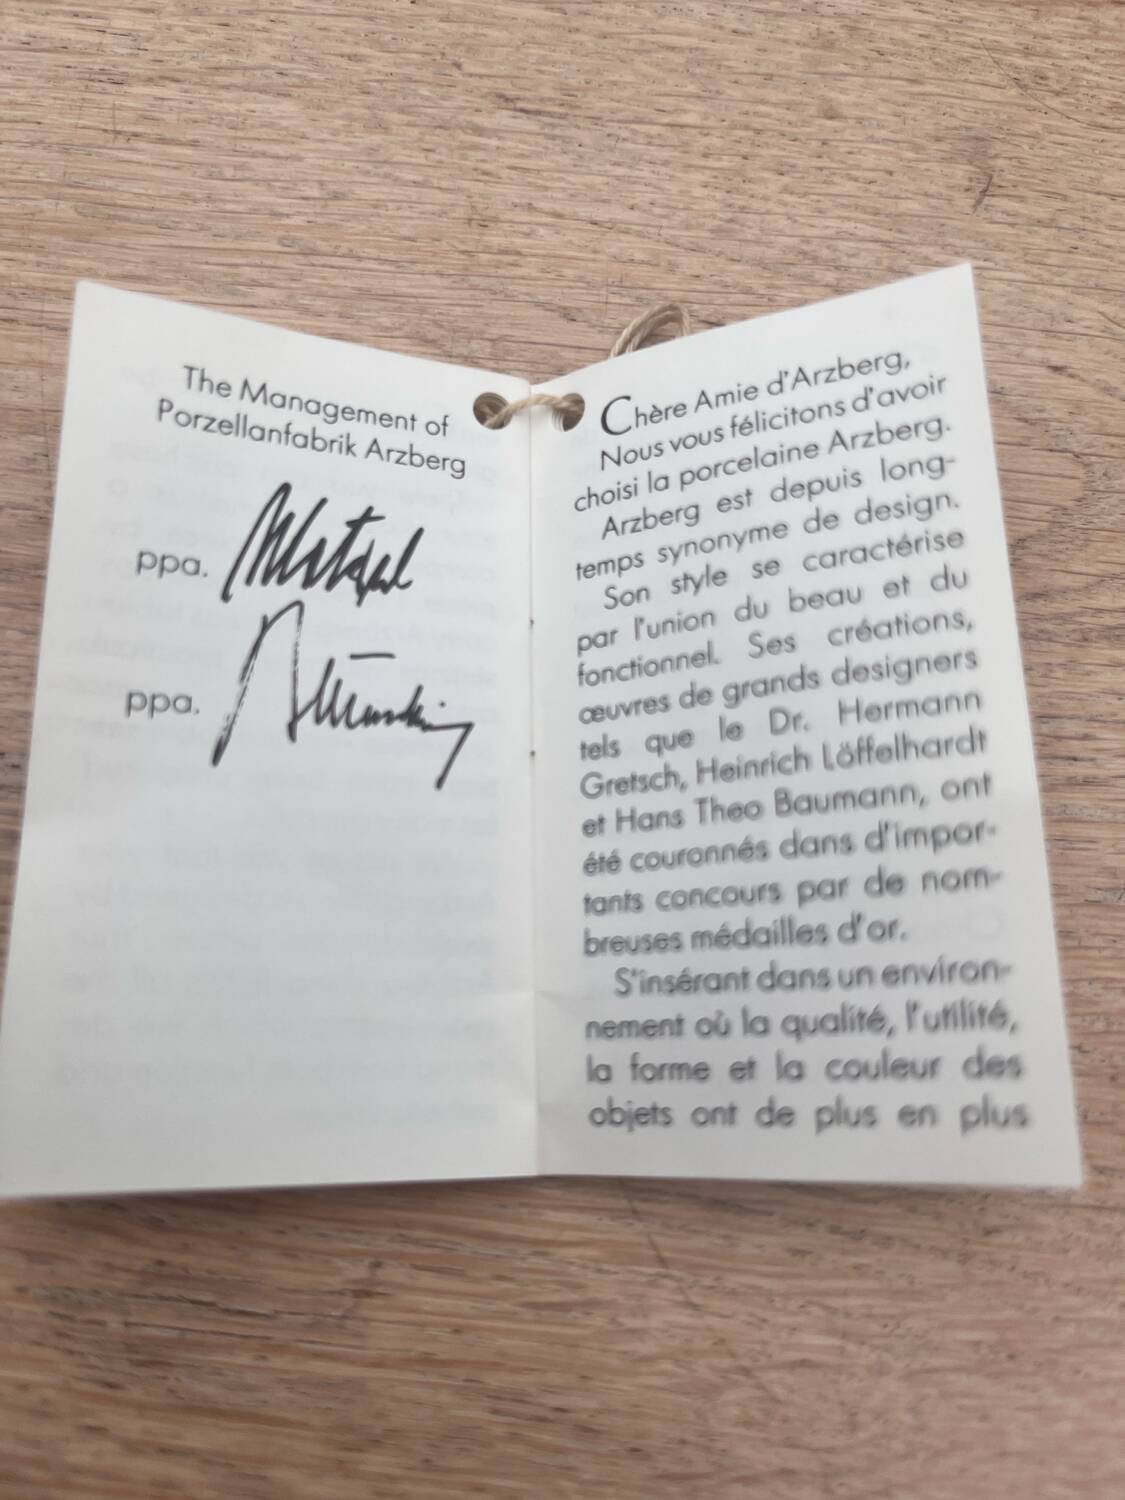 The Management of
Porzellanfabrik Arzberg
ppa.
ppa.
Chère Amie d'Arzberg,
Nous vous félicitons d'avoir
choisi la porcelaine Arzberg.
Arzberg est depuis long-
temps synonyme de design.
Son style se caractérise
par l'union du beau et du
fonctionnel. Ses créations,
œuvres de grands designers
tels que le Dr. Hermann
Gretsch, Heinrich Löffelhardt
et Hans Theo Baumann, ont
été couronnés dans d'impor-
tants concours par de nom-
breuses médailles d'or.
S'insérant dans un environ-
nement où la qualité, l'utilité,
la forme et la couleur des
objets ont de plus en plus